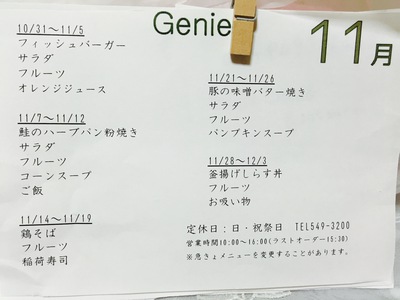 Genie
11月
10/31～11/5
フィッシュバーガー
サラダ
フルーツ
オレンジジュース
11/7～11/12
鮭のハーブパン粉焼き
サラダ
フルーツ
コーンスープ
ご飯
11/14～11/19
鶏そば
フルーツ
稲荷寿司
11/21～11/26
豚の味噌バター焼き
サラダ
フルーツ
パンプキンスープ
11/28～12/3
釜揚げしらす丼
フルーツ
お吸い物
定休日：日・祝祭日 TEL549-3200
営業時間10:00～16:00(ラストオーダー15:30)
※急きょメニューを変更することがあります。